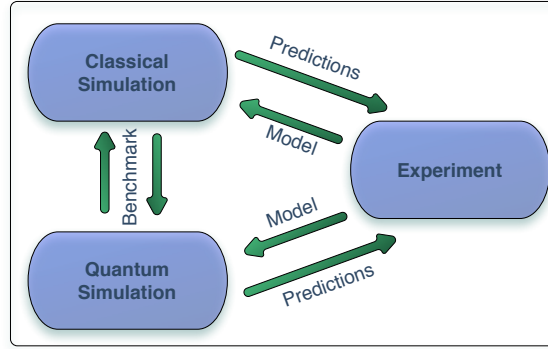 Classical
Simulation
Predictions
Model
Benchmark
Experiment
Model
Quantum
Simulation
Predictions